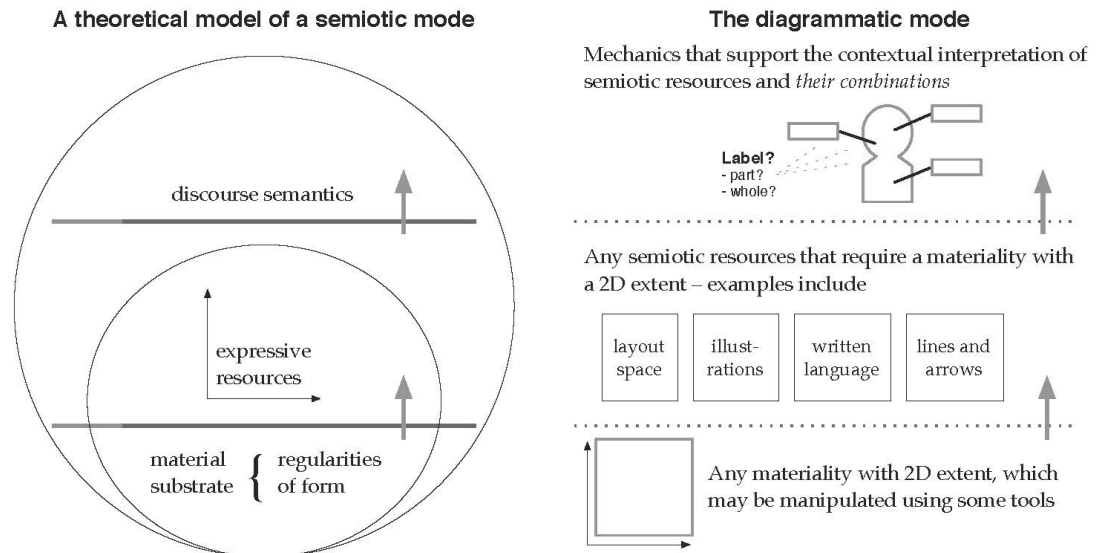 A theoretical model of a semiotic mode
discourse semantics
expressive
resources
material
substrate
{
regularities
of form
The diagrammatic mode
Mechanics that support the contextual interpretation of
semiotic resources and their combinations
Label?
- part?
- whole?
Any semiotic resources that require a materiality with
a 2D extent – examples include
layout
space
illust-
rations
written
language
lines and
arrows
Any materiality with 2D extent, which
may be manipulated using some tools